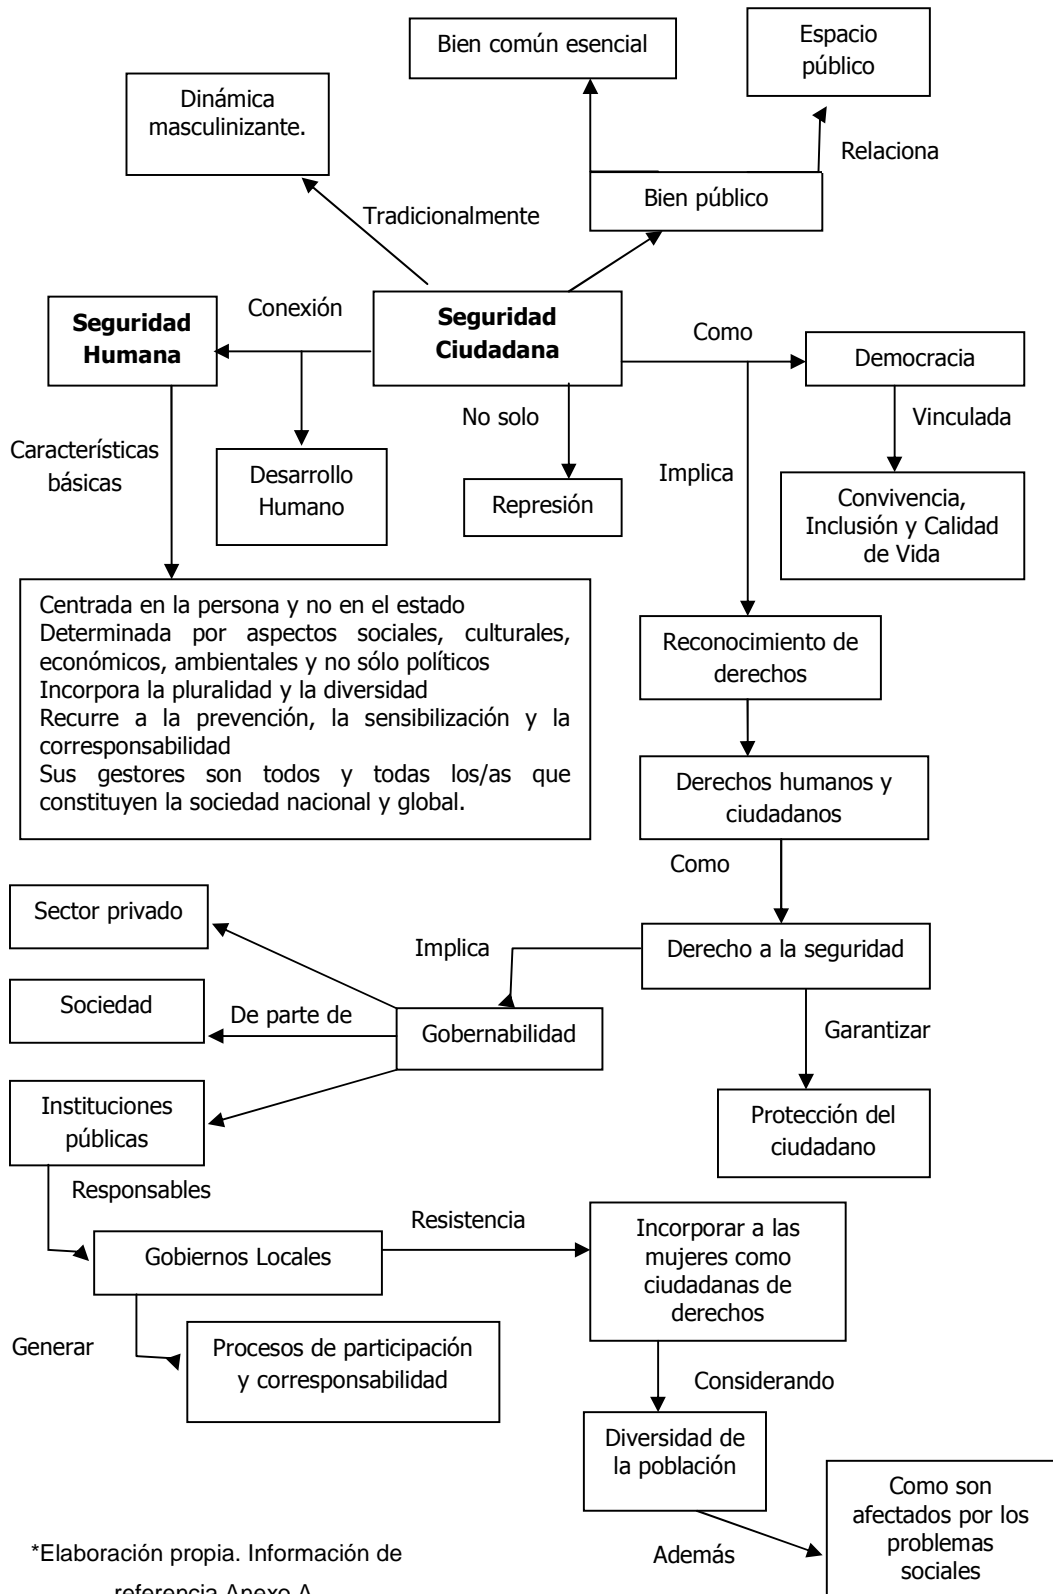 Bien común esencial
Espacio
público
Dinámica
masculinizante.
Relaciona
Bien público
Tradicionalmente
Conexión
Seguridad
Humana
Seguridad
Ciudadana
Como
Democracia
No solo
Vinculada
Características
básicas
Desarrollo
Humano
Represión
Implica
Convivencia,
Inclusión y Calidad
de Vida
Centrada en la persona y no en el estado
Determinada por aspectos sociales, culturales,
económicos, ambientales y no sólo políticos
Incorpora la pluralidad y la diversidad
Recurre a la prevención, la sensibilización y la
corresponsabilidad
Sus gestores son todos y todas los/as que
constituyen la sociedad nacional y global.
Reconocimiento de
derechos
Derechos humanos y
ciudadanos
Como
Sector privado
Implica
Derecho a la seguridad
Sociedad
De parte de
Gobernabilidad
Garantizar
Instituciones
públicas
Protección del
ciudadano
Responsables
Resistencia
Gobiernos Locales
Incorporar a las
mujeres como
ciudadanas de
derechos
Generar
Procesos de participación
y corresponsabilidad
Considerando
Diversidad de
la población
Además
Como son
afectados por los
problemas
sociales
*Elaboración propia. Información de
referencia Anexo A